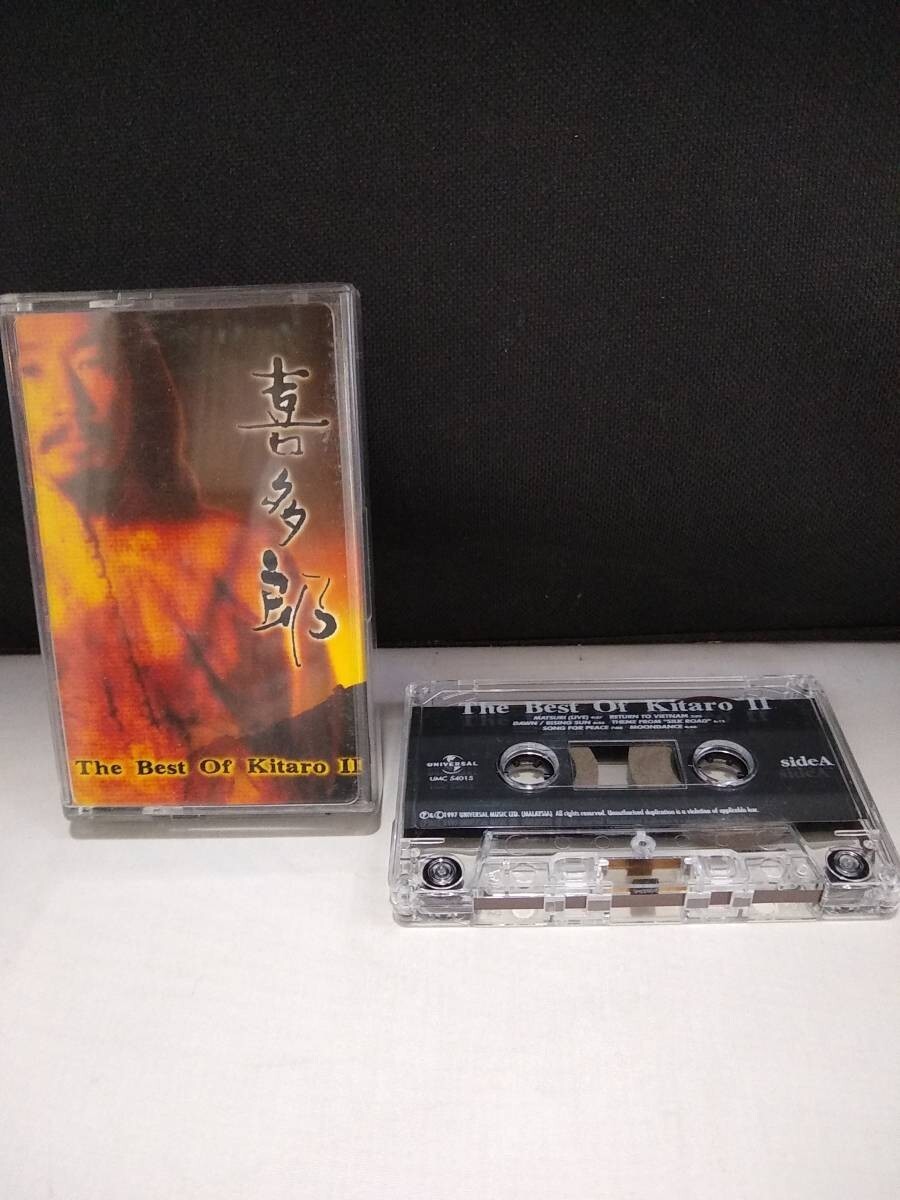 喜多郎
The Best Of Kitaro II
The Best Of Kitaro II
MATSURI (LIVE) RETURN TO VIETNAM
DAWN / RISING SUN THEME FROM "SILK ROAD"
SONG FOR PEACE MOONDANCE
UNIVERSAL
UMC 54015
sideA
℗&©1997 UNIVERSAL MUSIC LTD. (MALAYSIA) All rights reserved. Unauthorised duplication is a violation of applicable law.